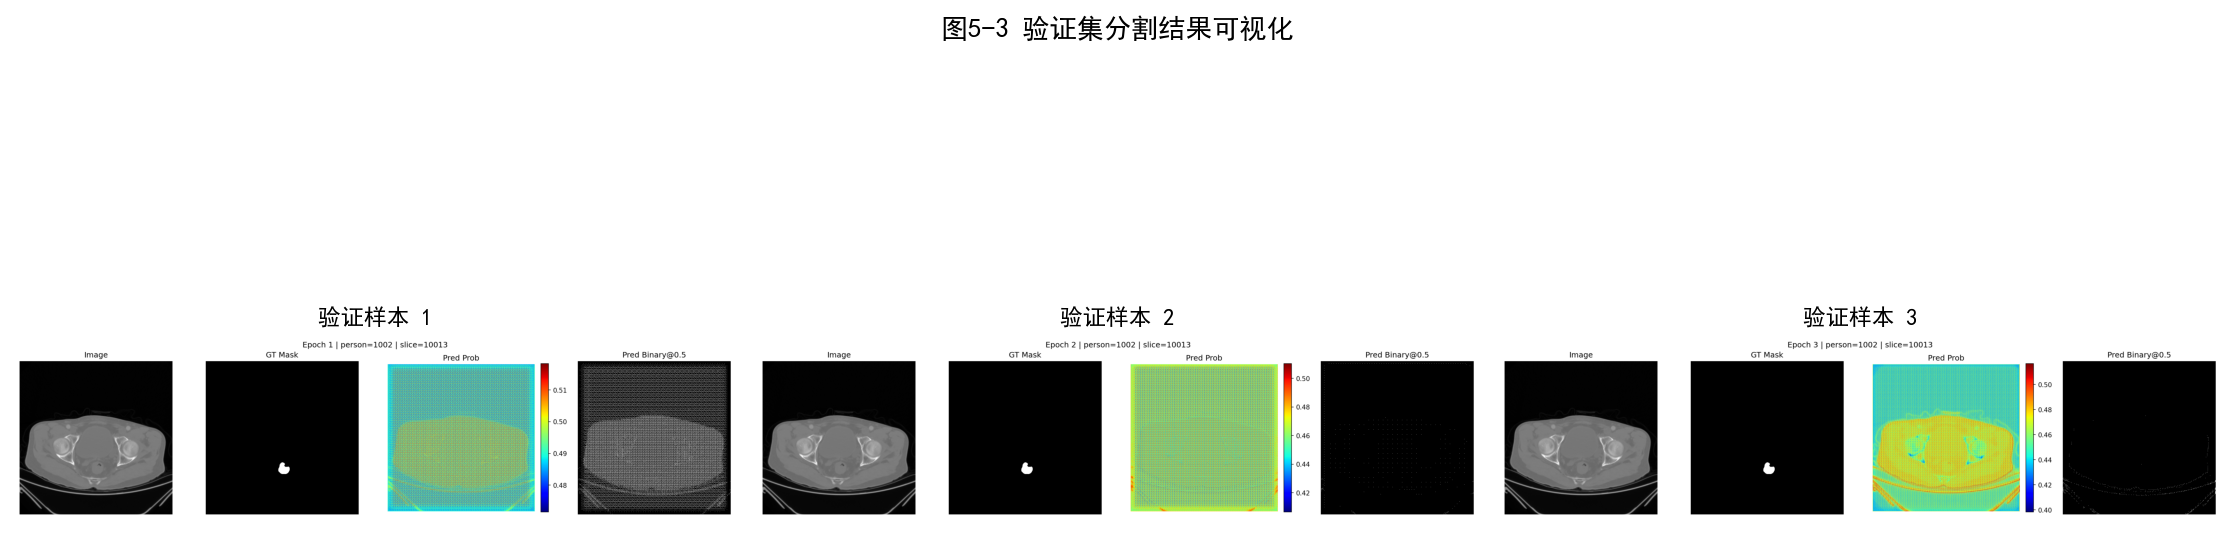 图5-3 验证集分割结果可视化
验证样本 1
Epoch 1 | person=1002 | slice=10013
Image
GT Mask
Pred Prob
0.51
0.50
0.49
0.48
Pred Binary@0.5
验证样本 2
Epoch 2 | person=1002 | slice=10013
Image
GT Mask
Pred Prob
0.50
0.48
0.46
0.44
0.42
Pred Binary@0.5
验证样本 3
Epoch 3 | person=1002 | slice=10013
Image
GT Mask
Pred Prob
0.50
0.48
0.46
0.44
0.42
0.40
Pred Binary@0.5